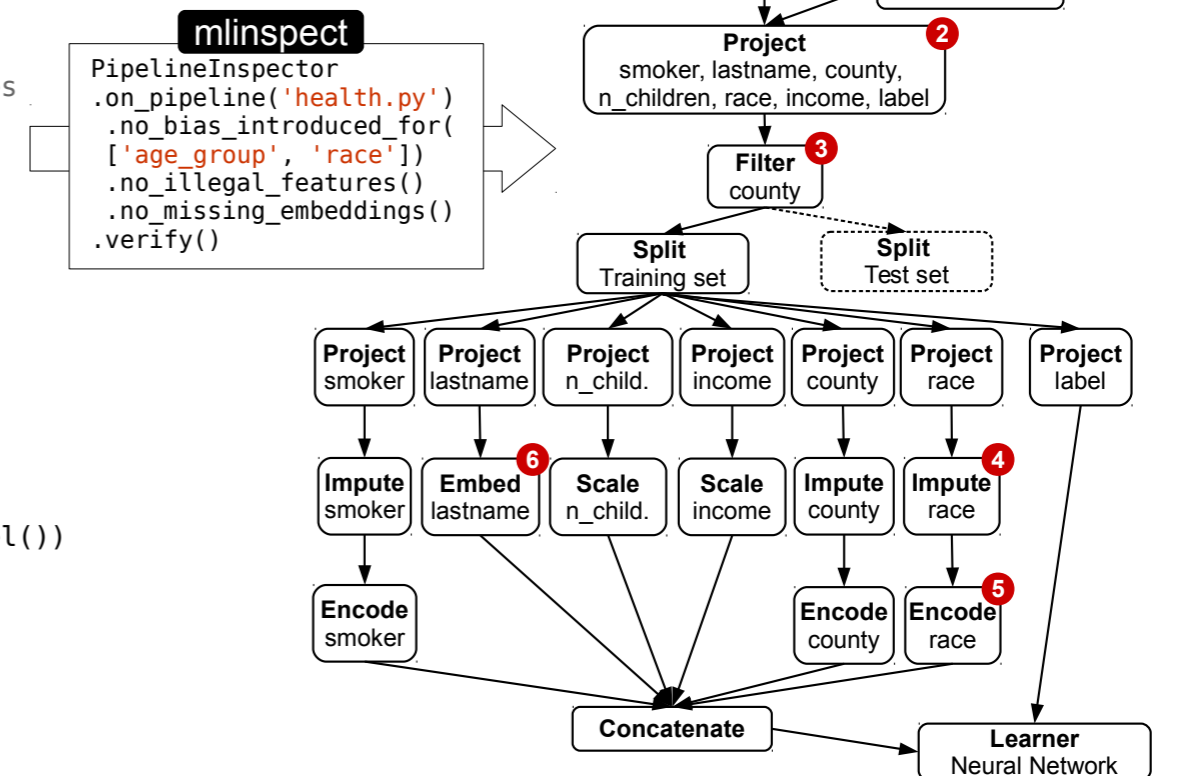 mlinspect
PipelineInspector
.on_pipeline('health.py')
.no_bias_introduced_for(
['age_group', 'race'])
.no_illegal_features()
.no_missing_embeddings()
.verify()
s
l())
2
Project
smoker, lastname, county,
n_children, race, income, label
3
Filter
county
Split
Training set
Split
Test set
Project
smoker
Project
lastname
Project
n_child.
Project
income
Project
county
Project
race
Project
label
Impute
smoker
6
Embed
lastname
Scale
n_child.
Scale
income
Impute
county
4
Impute
race
Encode
smoker
Encode
county
5
Encode
race
Concatenate
Learner
Neural Network